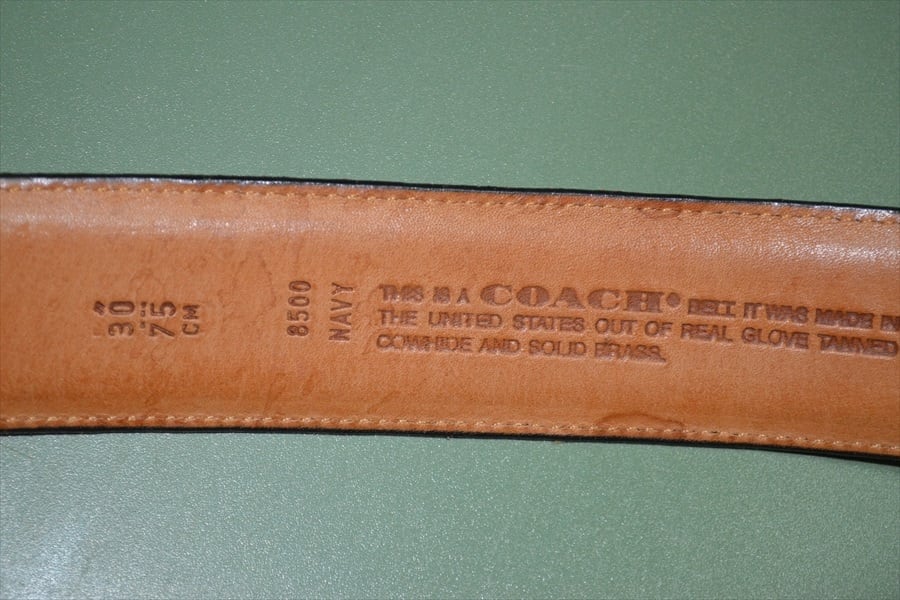 30
75
CM
8500
NAVY
THIS IS A COACH® BELT. IT WAS MADE IN
THE UNITED STATES OUT OF REAL GLOVE TANNED
COWHIDE AND SOLID BRASS.